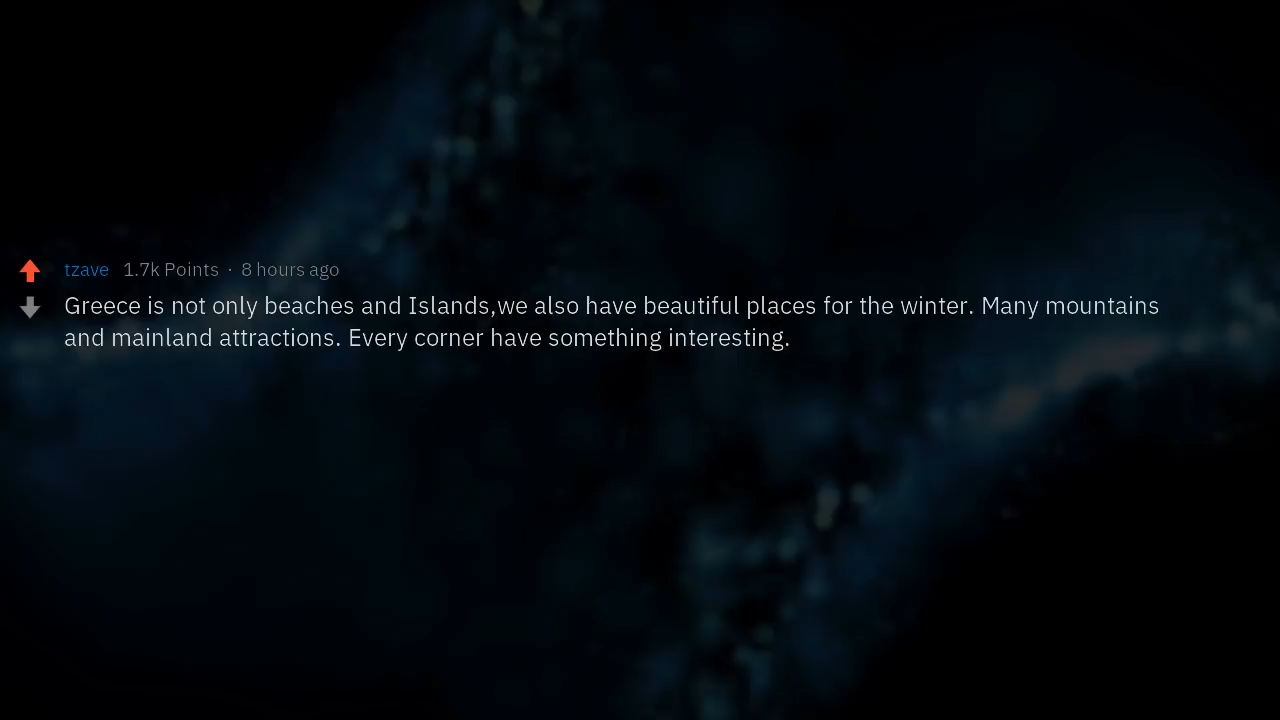 tzave 1.7k Points · 8 hours ago
Greece is not only beaches and Islands,we also have beautiful places for the winter. Many mountains
and mainland attractions. Every corner have something interesting.